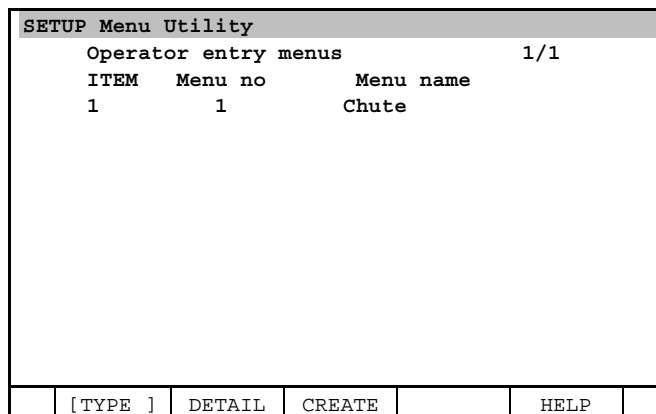 SETUP Menu Utility
Operator entry menus 1/1
ITEM Menu no Menu name
1 1 Chute
[TYPE ] DETAIL CREATE HELP